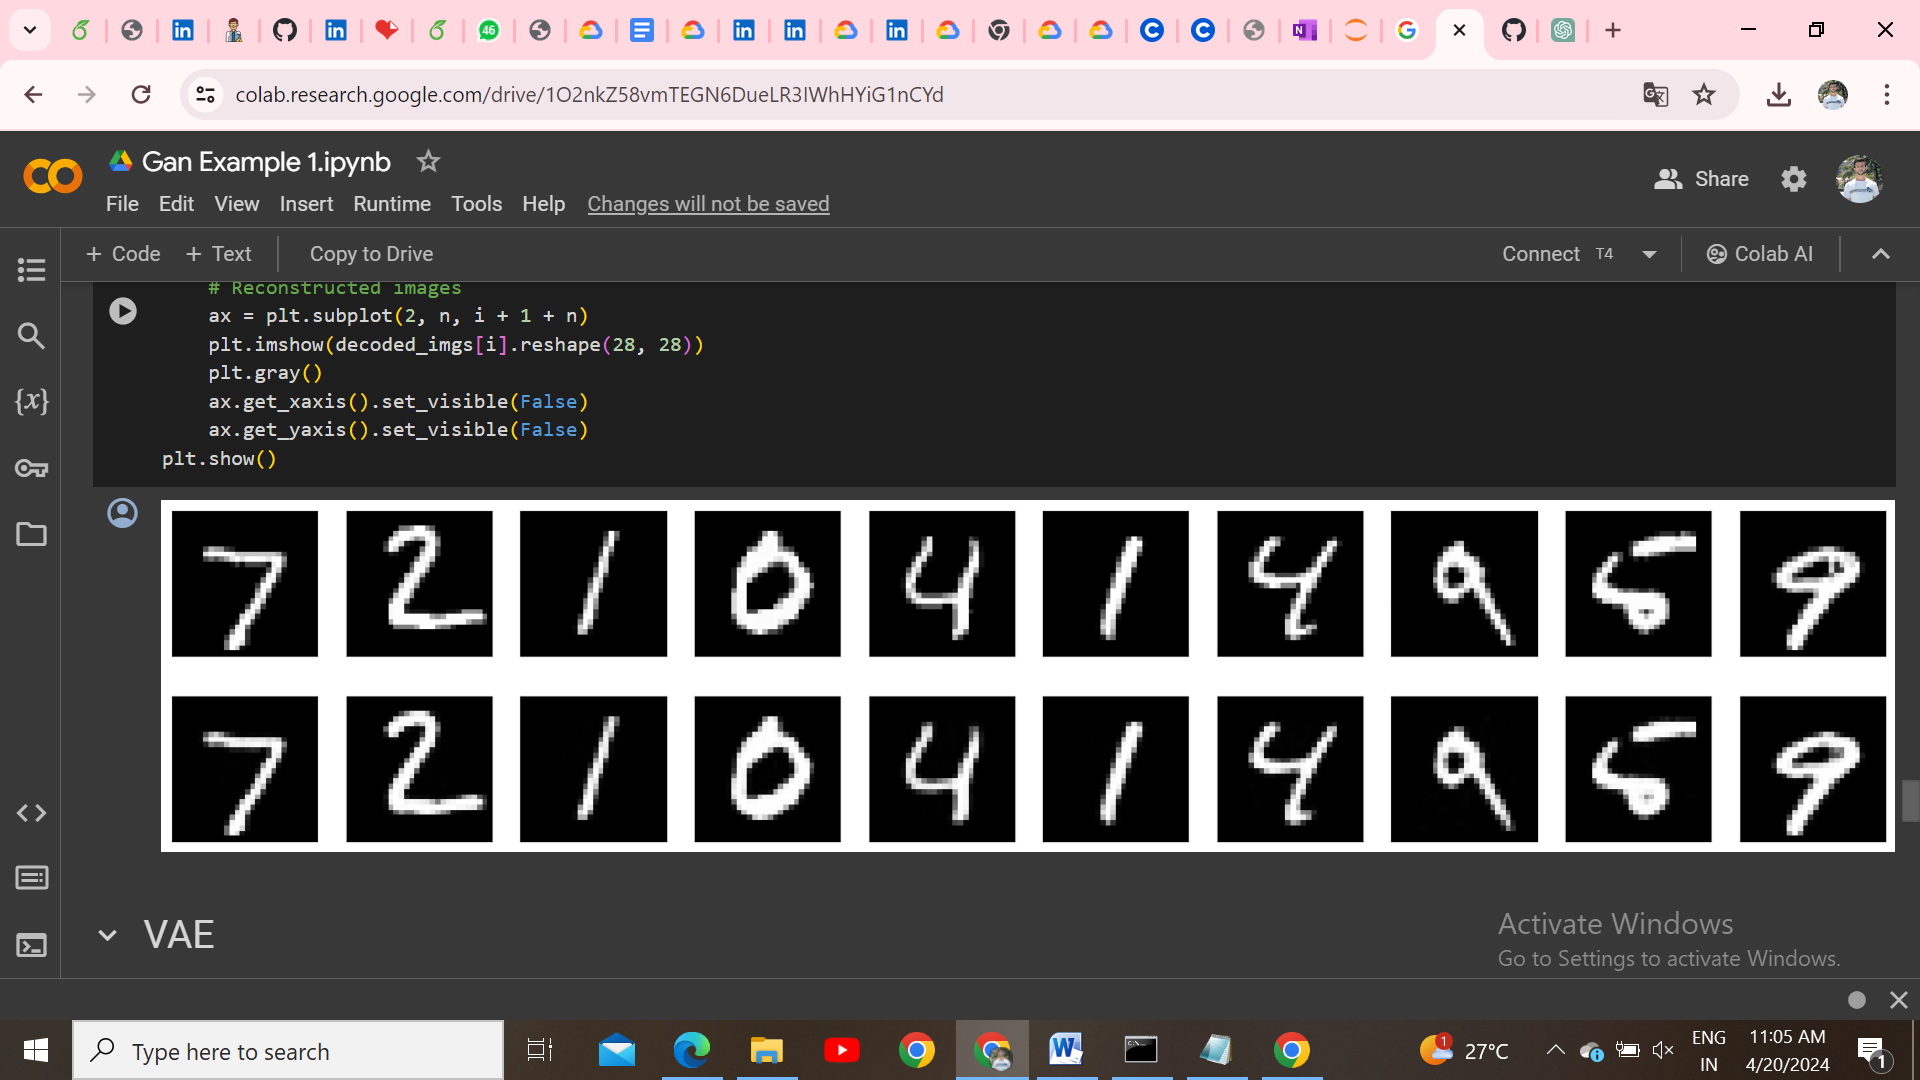 46
colab.research.google.com/drive/1O2nkZ58vmTEGN6DueLR3IWhHYiG1nCYd
Gan Example 1.ipynb
File Edit View Insert Runtime Tools Help Changes will not be saved
Share
+ Code + Text Copy to Drive
Connect T4 Colab AI
# Reconstructed images
ax = plt.subplot(2, n, i + 1 + n)
plt.imshow(decoded_imgs[i].reshape(28, 28))
plt.gray()
ax.get_xaxis().set_visible(False)
ax.get_yaxis().set_visible(False)
plt.show()
7 2 1 0 4 1 4 9 5 9
7 2 1 0 4 1 4 9 5 9
VAE
Activate Windows
Go to Settings to activate Windows.
Type here to search
1
27°C
ENG
IN
11:05 AM
4/20/2024
1